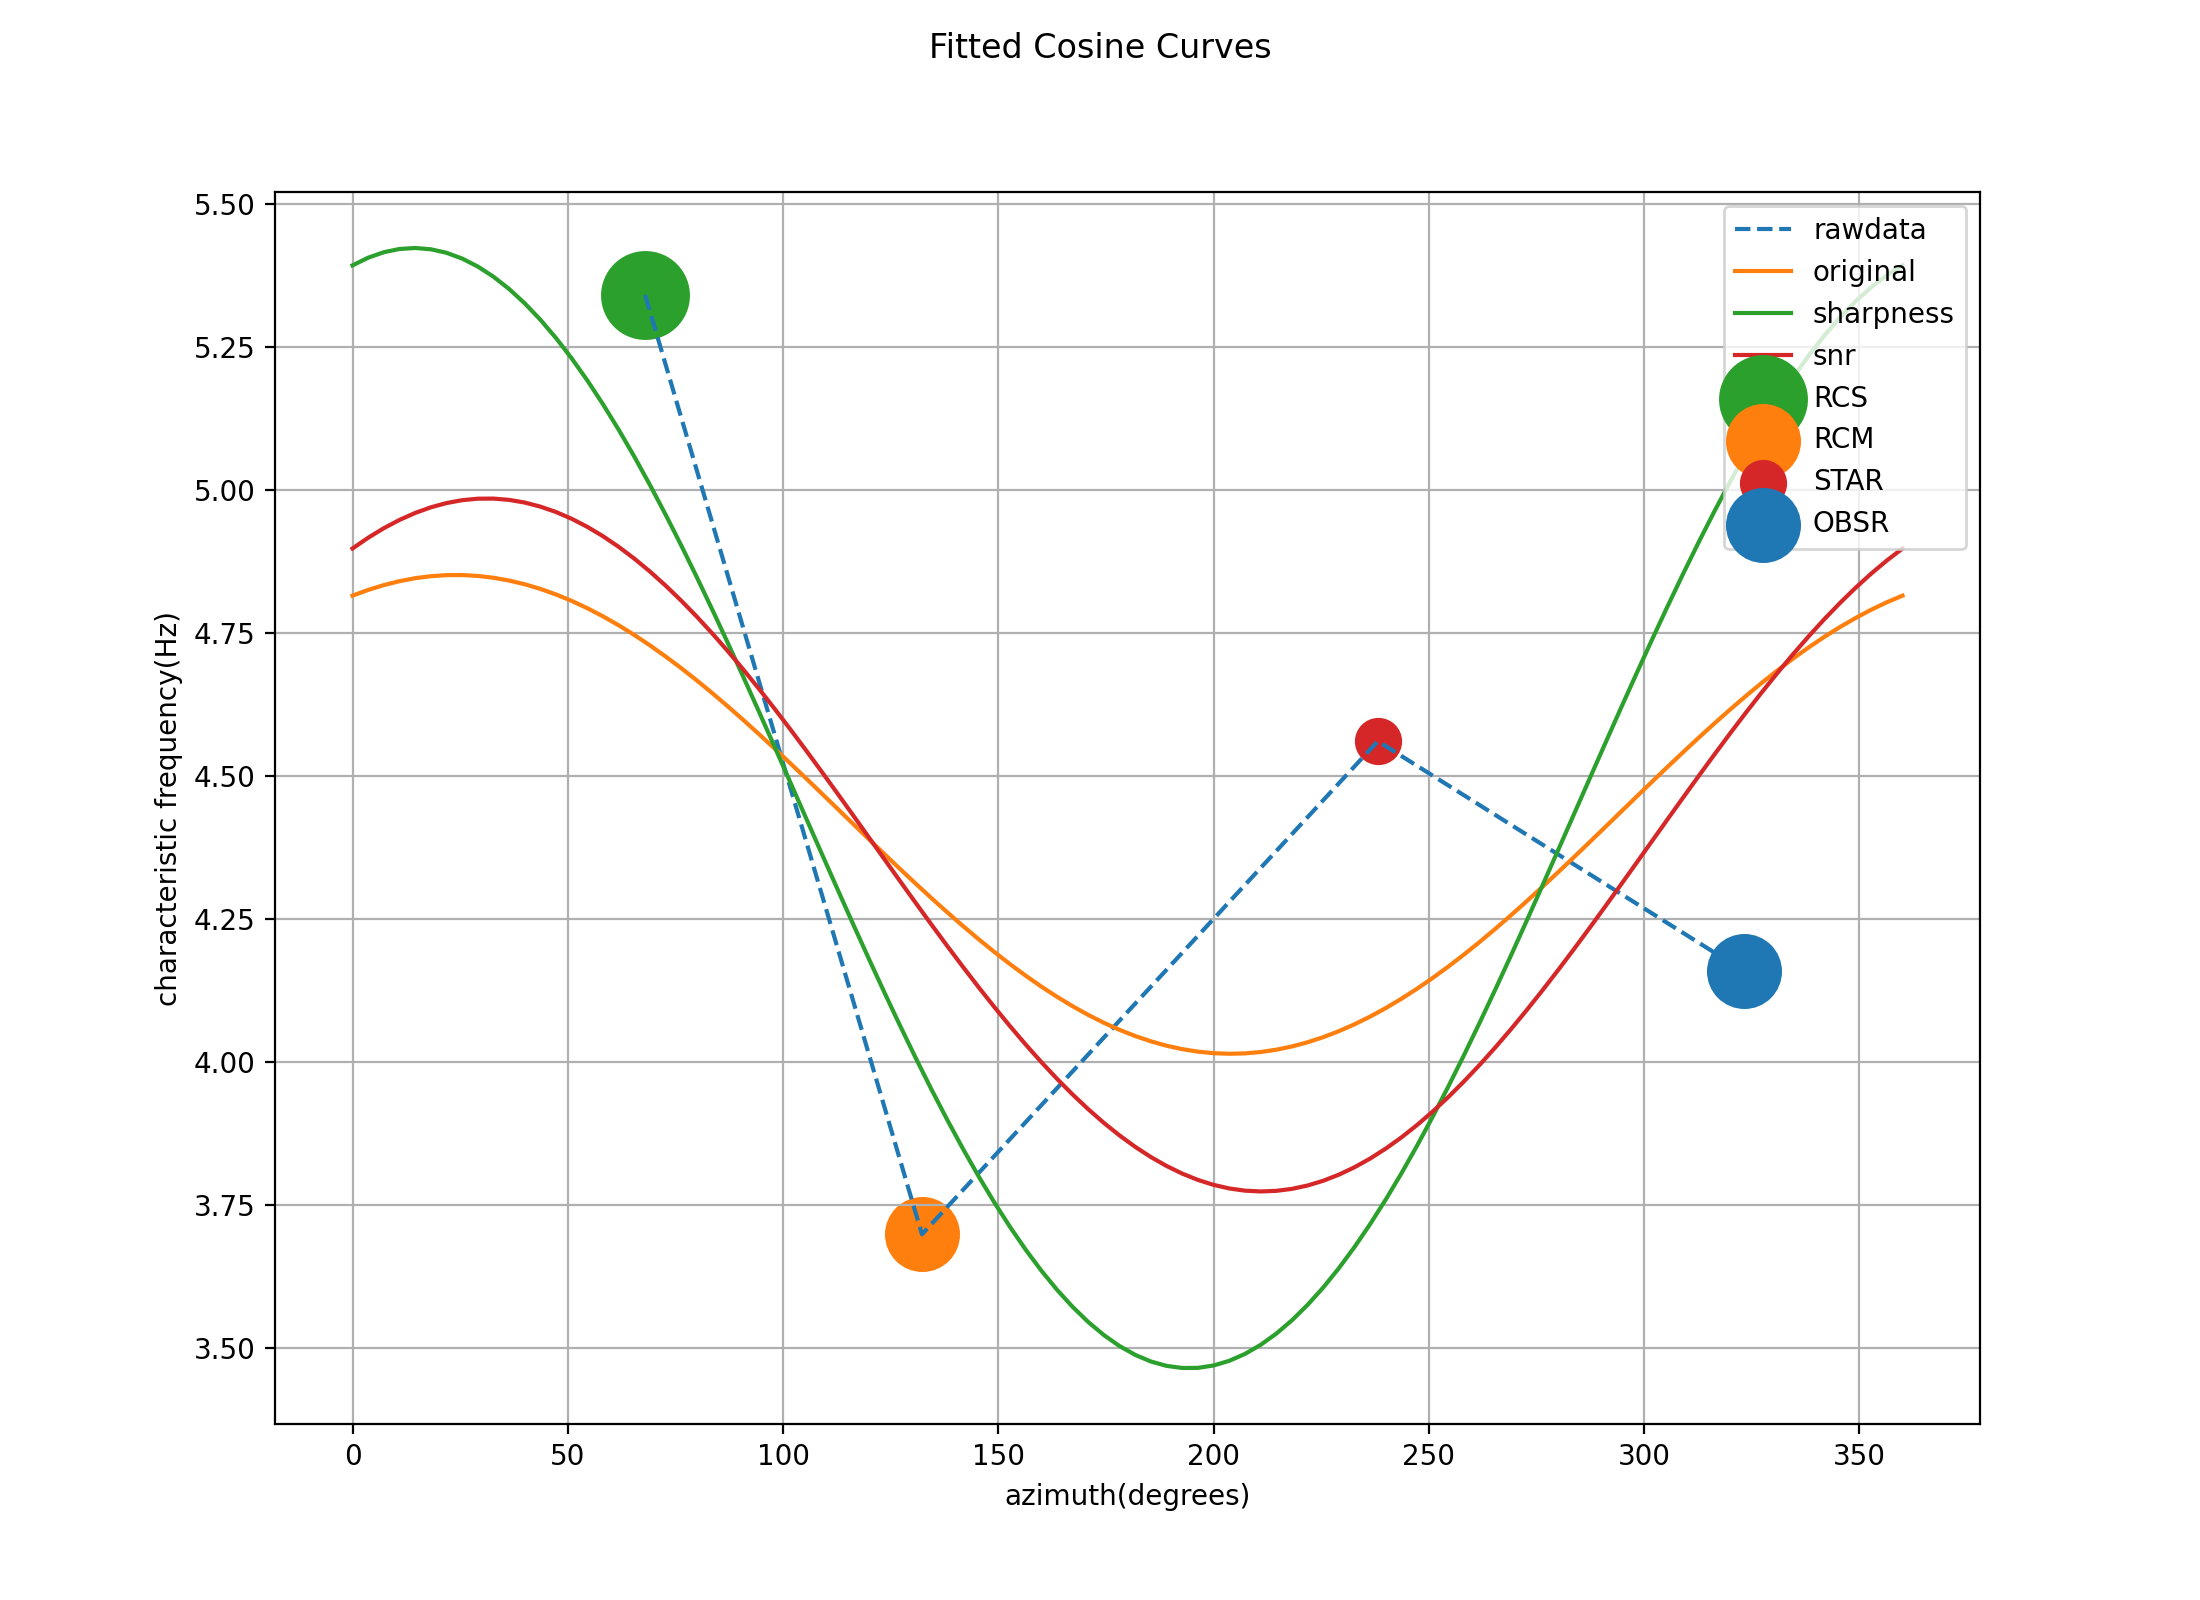 Fitted Cosine Curves
5.50
5.25
5.00
4.75
4.50
4.25
4.00
3.75
3.50
characteristic frequency(Hz)
rawdata
original
sharpness
snr
RCS
RCM
STAR
OBSR
0 50 100 150 200 250 300 350
azimuth(degrees)